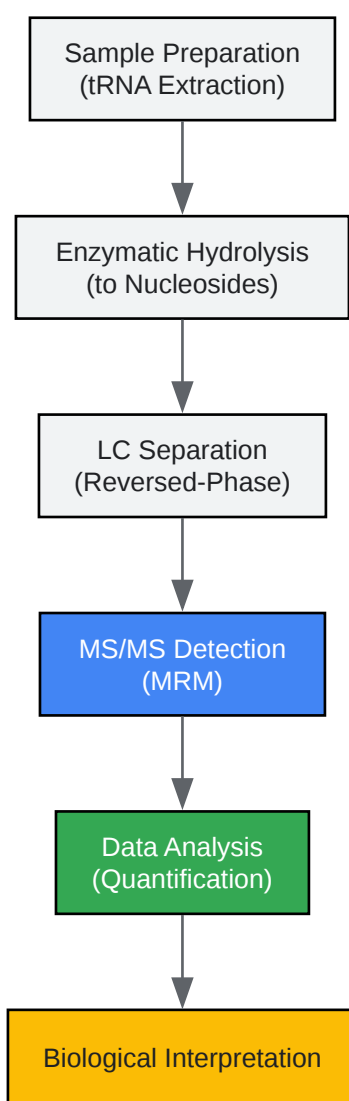 Sample Preparation
(tRNA Extraction)
Enzymatic Hydrolysis
(to Nucleosides)
LC Separation
(Reversed-Phase)
MS/MS Detection
(MRM)
Data Analysis
(Quantification)
Biological Interpretation